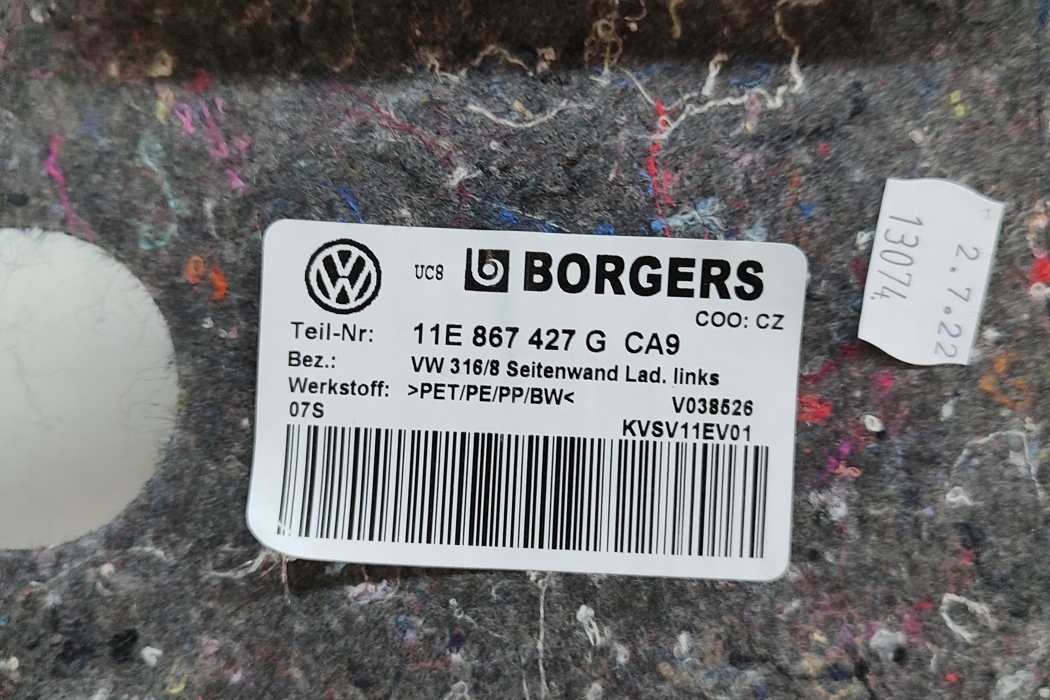 UC8 BORGERS
COO: CZ
Teil-Nr: 11E 867 427 G CA9
Bez.: VW 316/8 Seitenwand Lad. links
Werkstoff: >PET/PE/PP/BW<
V038526
07S
KVSV11EV01
2.7.22
13074